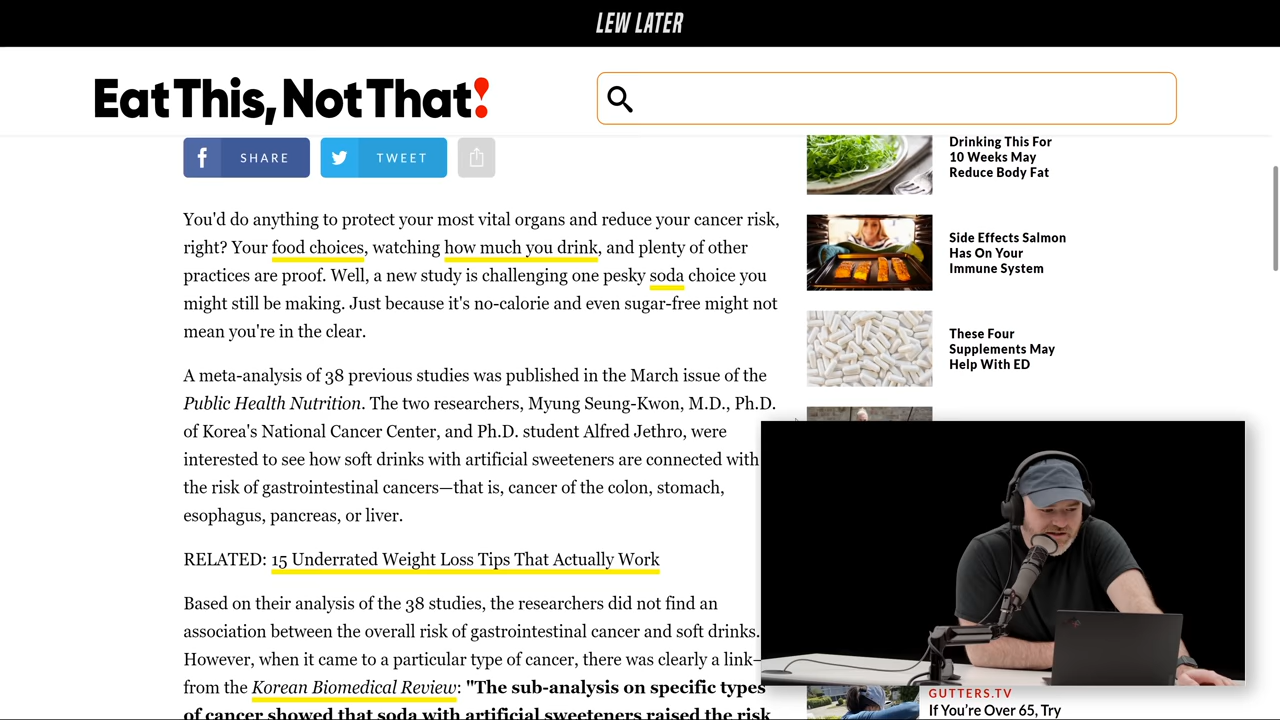 LEW LATER
Eat This, Not That!
SHARE
TWEET
You'd do anything to protect your most vital organs and reduce your cancer risk,
right? Your food choices, watching how much you drink, and plenty of other
practices are proof. Well, a new study is challenging one pesky soda choice you
might still be making. Just because it's no-calorie and even sugar-free might not
mean you're in the clear.
A meta-analysis of 38 previous studies was published in the March issue of the
Public Health Nutrition. The two researchers, Myung Seung-Kwon, M.D., Ph.D.
of Korea's National Cancer Center, and Ph.D. student Alfred Jethro, were
interested to see how soft drinks with artificial sweeteners are connected with
the risk of gastrointestinal cancers—that is, cancer of the colon, stomach,
esophagus, pancreas, or liver.
RELATED: 15 Underrated Weight Loss Tips That Actually Work
Based on their analysis of the 38 studies, the researchers did not find an
association between the overall risk of gastrointestinal cancer and soft drinks.
However, when it came to a particular type of cancer, there was clearly a link—
from the Korean Biomedical Review: "The sub-analysis on specific types
of cancer showed that soda with artificial sweeteners raised the risk
Drinking This For
10 Weeks May
Reduce Body Fat
Side Effects Salmon
Has On Your
Immune System
These Four
Supplements May
Help With ED
GUTTERS.TV
If You're Over 65, Try